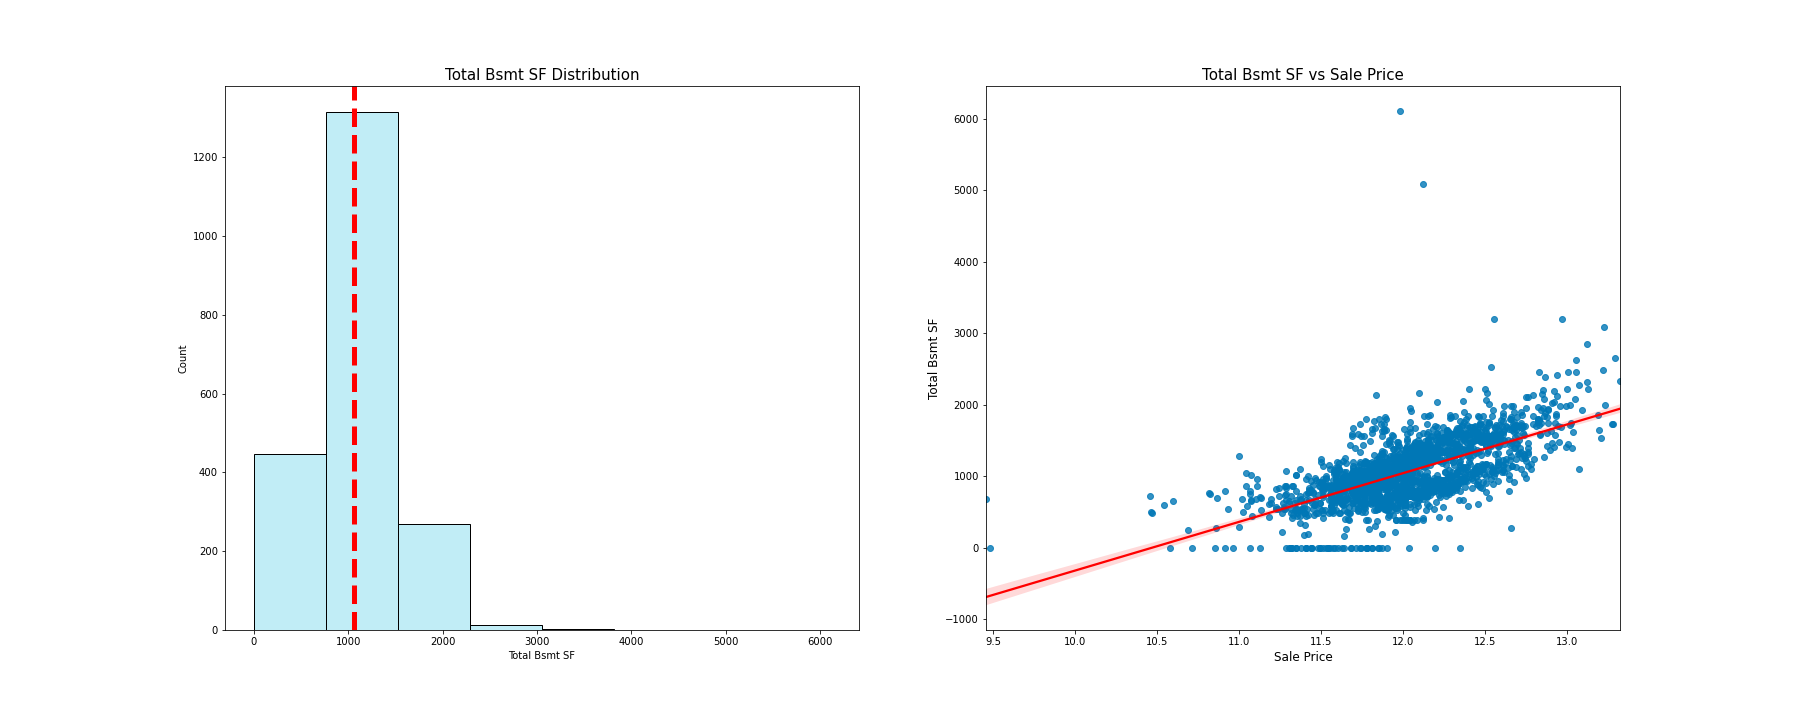 Total Bsmt SF Distribution
1200
1000
800
600
400
200
0
Count
0 1000 2000 3000 4000 5000 6000
Total Bsmt SF
Total Bsmt SF vs Sale Price
6000
5000
4000
3000
2000
1000
0
−1000
Total Bsmt SF
9.5 10.0 10.5 11.0 11.5 12.0 12.5 13.0
Sale Price